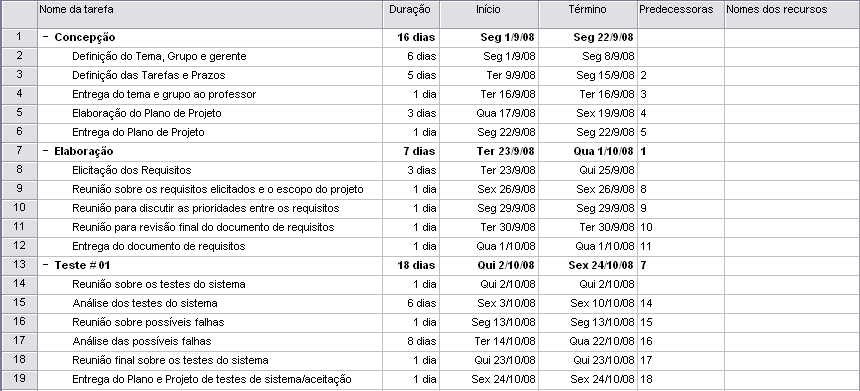 Nome da tarefa Duração Início Término Predecessoras Nomes dos recursos
1 − Concepção 16 dias Seg 1/9/08 Seg 22/9/08
2 Definição do Tema, Grupo e gerente 6 dias Seg 1/9/08 Seg 8/9/08
3 Definição das Tarefas e Prazos 5 dias Ter 9/9/08 Seg 15/9/08 2
4 Entrega do tema e grupo ao professor 1 dia Ter 16/9/08 Ter 16/9/08 3
5 Elaboração do Plano de Projeto 3 dias Qua 17/9/08 Sex 19/9/08 4
6 Entrega do Plano de Projeto 1 dia Seg 22/9/08 Seg 22/9/08 5
7 − Elaboração 7 dias Ter 23/9/08 Qua 1/10/08 1
8 Elicitação dos Requisitos 3 dias Ter 23/9/08 Qui 25/9/08
9 Reunião sobre os requisitos elicitados e o escopo do projeto 1 dia Sex 26/9/08 Sex 26/9/08 8
10 Reunião para discutir as prioridades entre os requisitos 1 dia Seg 29/9/08 Seg 29/9/08 9
11 Reunião para revisão final do documento de requisitos 1 dia Ter 30/9/08 Ter 30/9/08 10
12 Entrega do documento de requisitos 1 dia Qua 1/10/08 Qua 1/10/08 11
13 − Teste # 01 18 dias Qui 2/10/08 Sex 24/10/08 7
14 Reunião sobre os testes do sistema 1 dia Qui 2/10/08 Qui 2/10/08
15 Análise dos testes do sistema 6 dias Sex 3/10/08 Sex 10/10/08 14
16 Reunião sobre possíveis falhas 1 dia Seg 13/10/08 Seg 13/10/08 15
17 Análise das possíveis falhas 8 dias Ter 14/10/08 Qua 22/10/08 16
18 Reunião final sobre os testes do sistema 1 dia Qui 23/10/08 Qui 23/10/08 17
19 Entrega do Plano e Projeto de testes de sistema/aceitação 1 dia Sex 24/10/08 Sex 24/10/08 18